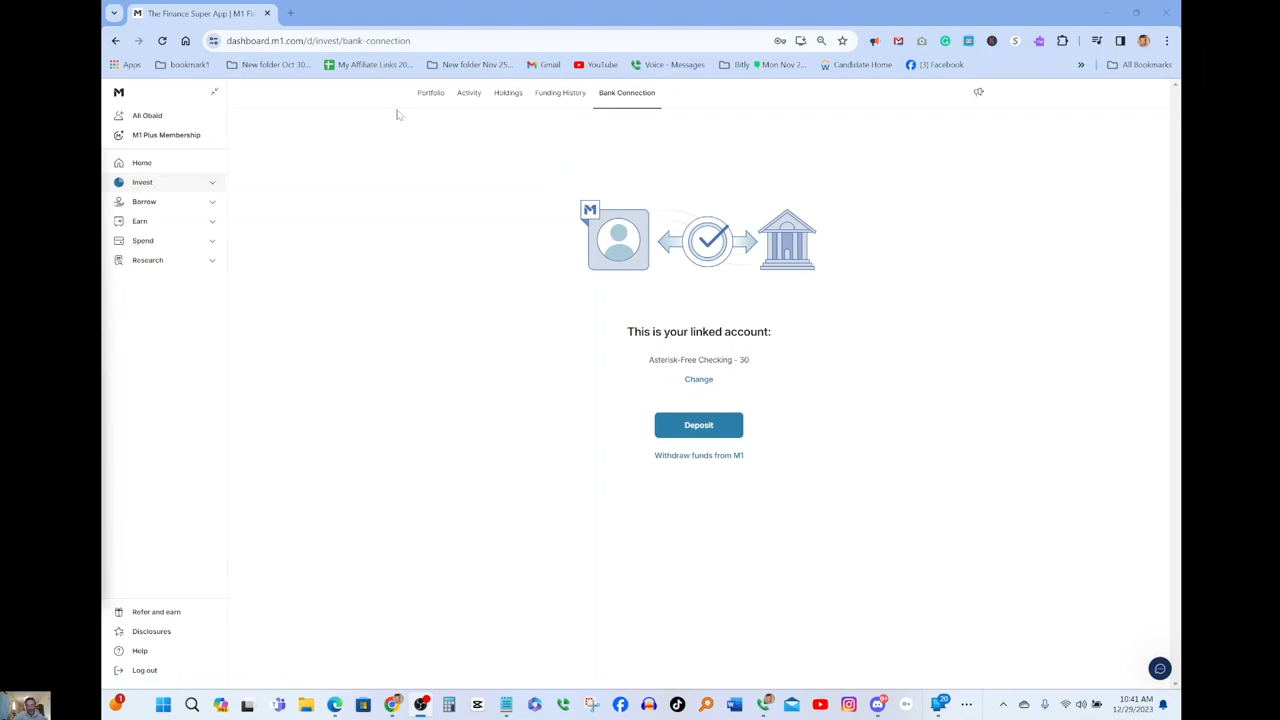 The Finance Super App | M1 Fi
dashboard.m1.com/d/invest/bank-connection
Apps
bookmark1
New folder Oct 30...
My Affiliate Links 20...
New folder Nov 25...
Gmail
YouTube
Voice - Messages
Bitly
Mon Nov 2...
Candidate Home
(3) Facebook
All Bookmarks
Portfolio
Activity
Holdings
Funding History
Bank Connection
Ali Obaid
M1 Plus Membership
Home
Invest
Borrow
Earn
Spend
Research
This is your linked account:
Asterisk-Free Checking - 30
Change
Deposit
Withdraw funds from M1
Refer and earn
Disclosures
Help
Log out
10:41 AM
12/29/2023